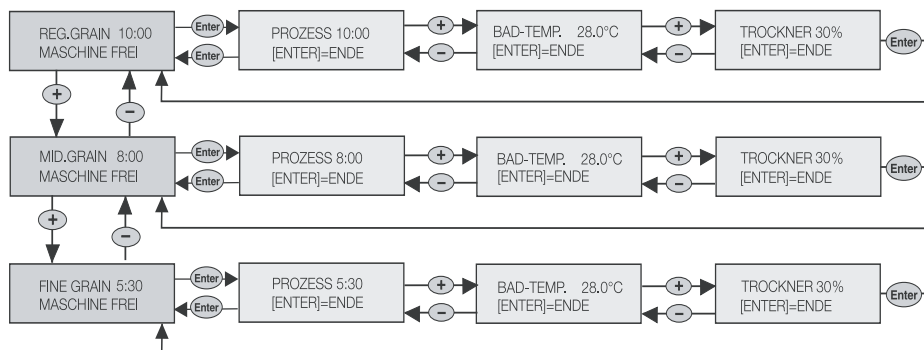 REG.GRAIN 10:00
MASCHINE FREI
Enter
Enter
PROZESS 10:00
[ENTER]=ENDE
+
−
BAD-TEMP. 28.0°C
[ENTER]=ENDE
+
−
TROCKNER 30%
[ENTER]=ENDE
Enter
+
−
MID.GRAIN 8:00
MASCHINE FREI
Enter
Enter
PROZESS 8:00
[ENTER]=ENDE
+
−
BAD-TEMP. 28.0°C
[ENTER]=ENDE
+
−
TROCKNER 30%
[ENTER]=ENDE
Enter
+
−
FINE GRAIN 5:30
MASCHINE FREI
Enter
Enter
PROZESS 5:30
[ENTER]=ENDE
+
−
BAD-TEMP. 28.0°C
[ENTER]=ENDE
+
−
TROCKNER 30%
[ENTER]=ENDE
Enter